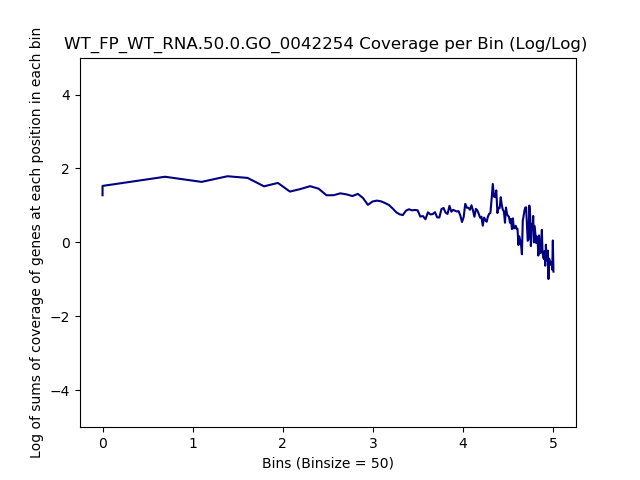 WT_FP_WT_RNA.50.0.GO_0042254 Coverage per Bin (Log/Log)
Log of sums of coverage of genes at each position in each bin
4
2
0
−2
−4
0 1 2 3 4 5
Bins (Binsize = 50)